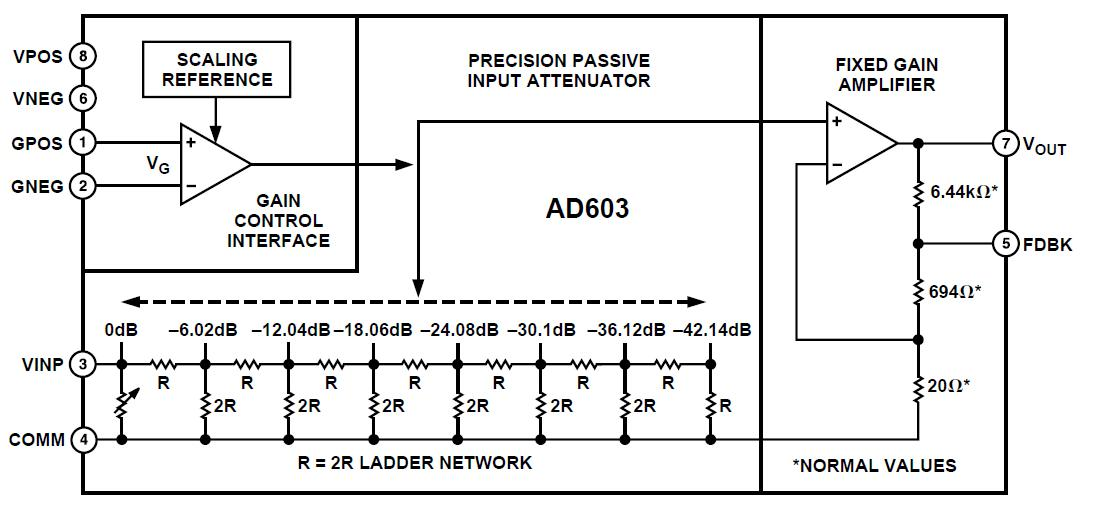 VPOS 8
VNEG 6
GPOS 1
GNEG 2
SCALING
REFERENCE
+
VG
−
GAIN
CONTROL
INTERFACE
PRECISION PASSIVE
INPUT ATTENUATOR
AD603
FIXED GAIN
AMPLIFIER
+
−
7 VOUT
6.44kΩ*
5 FDBK
694Ω*
20Ω*
0dB −6.02dB −12.04dB −18.06dB −24.08dB −30.1dB −36.12dB −42.14dB
VINP 3
R R R R R R R
2R 2R 2R 2R 2R 2R R
COMM 4
R = 2R LADDER NETWORK
*NORMAL VALUES